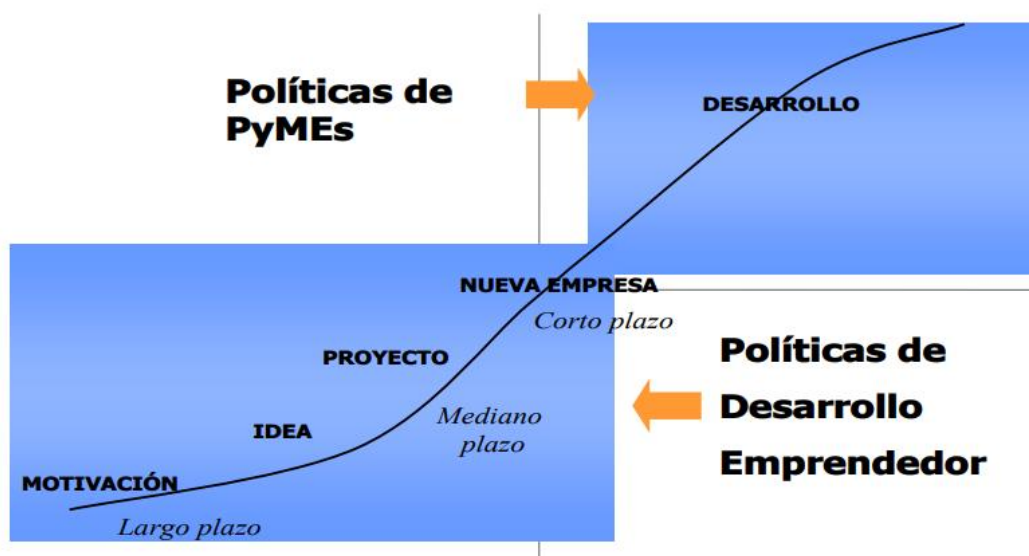 Políticas de
PyMEs
DESARROLLO
NUEVA EMPRESA
Corto plazo
PROYECTO
Políticas de
Desarrollo
Emprendedor
Mediano
plazo
IDEA
MOTIVACIÓN
Largo plazo